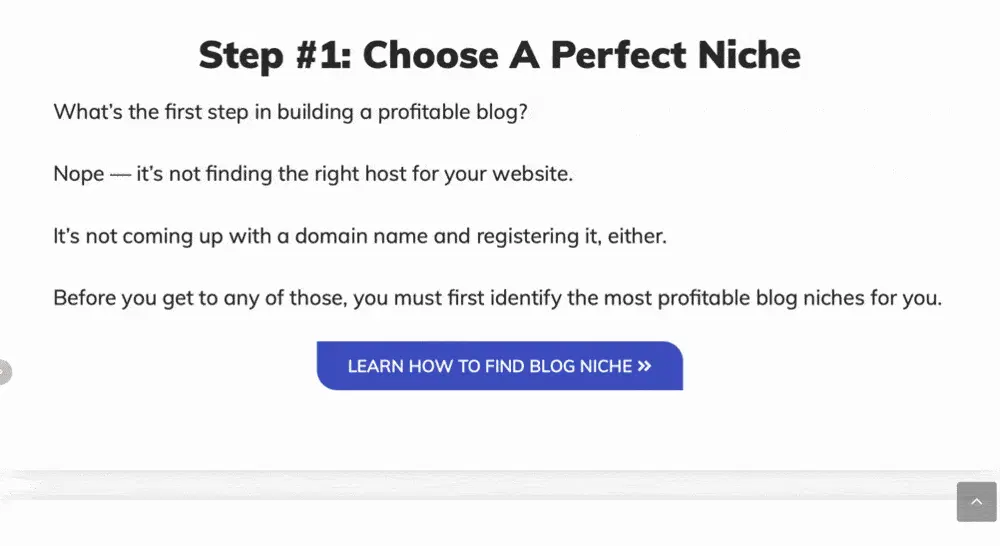 Step #1: Choose A Perfect Niche
What’s the first step in building a profitable blog?
Nope — it’s not finding the right host for your website.
It’s not coming up with a domain name and registering it, either.
Before you get to any of those, you must first identify the most profitable blog niches for you.
LEARN HOW TO FIND BLOG NICHE »